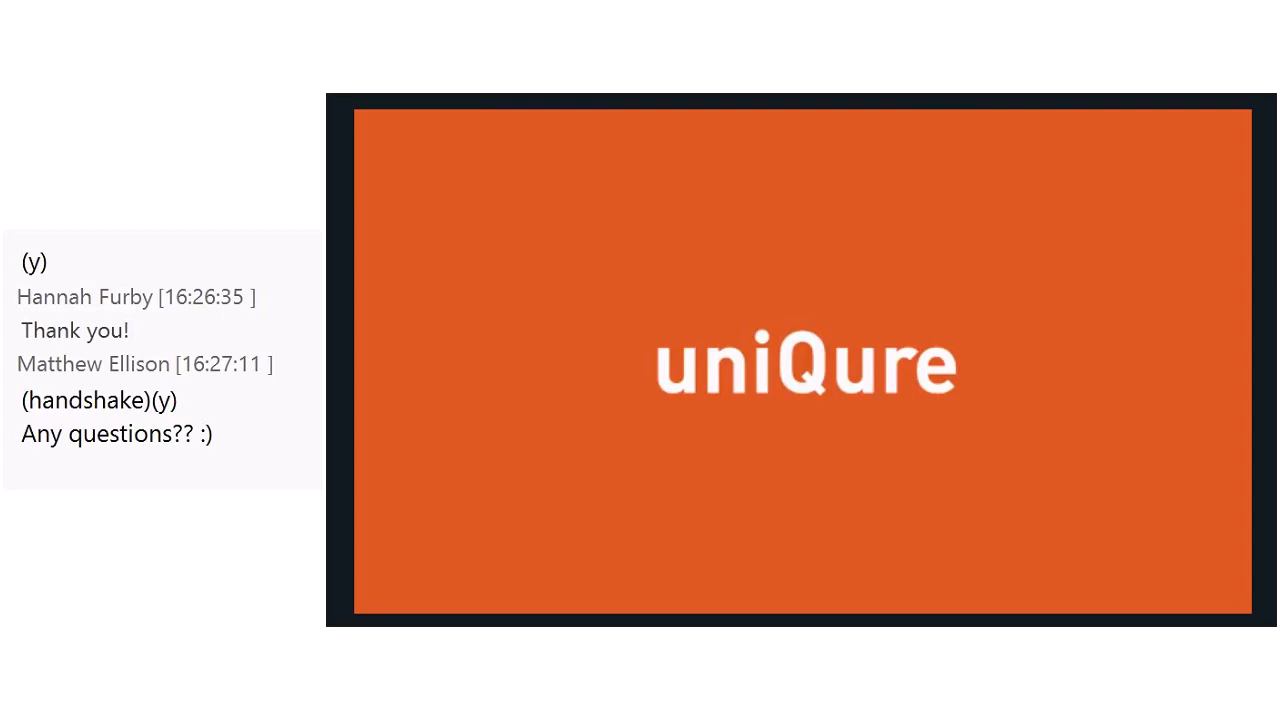 (y)
Hannah Furby [16:26:35 ]
Thank you!
Matthew Ellison [16:27:11 ]
(handshake)(y)
Any questions?? :)
uniQure